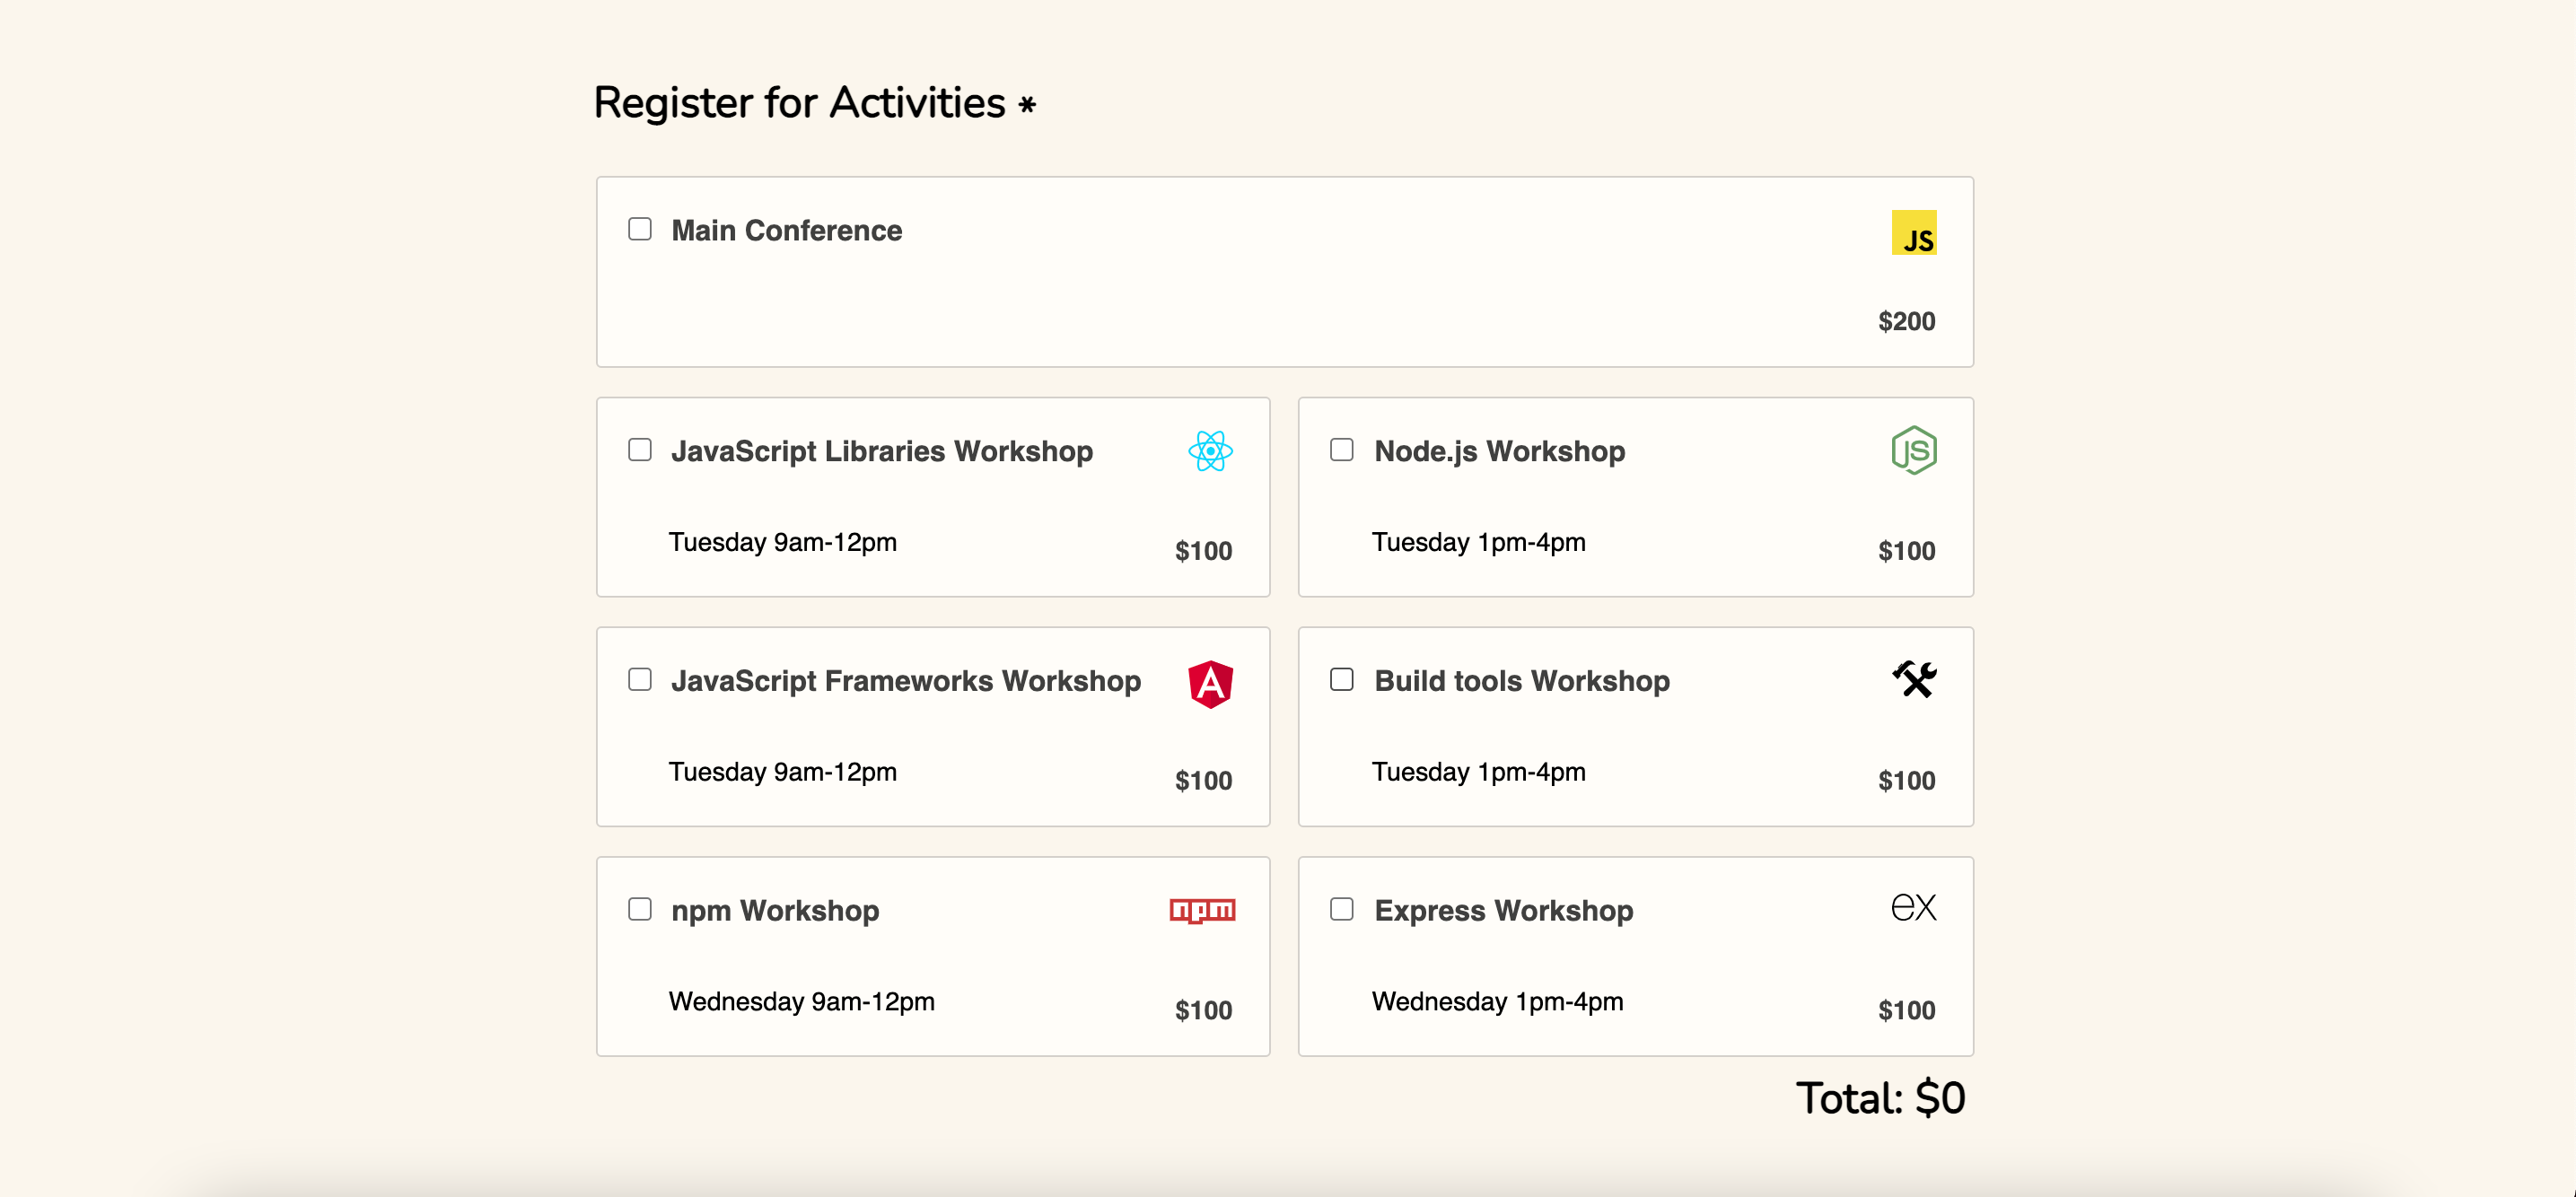 Register for Activities *
Main Conference
JS
$200
JavaScript Libraries Workshop
Tuesday 9am-12pm
$100
Node.js Workshop
JS
Tuesday 1pm-4pm
$100
JavaScript Frameworks Workshop
A
Tuesday 9am-12pm
$100
Build tools Workshop
Tuesday 1pm-4pm
$100
npm Workshop
npm
Wednesday 9am-12pm
$100
Express Workshop
ex
Wednesday 1pm-4pm
$100
Total: $0